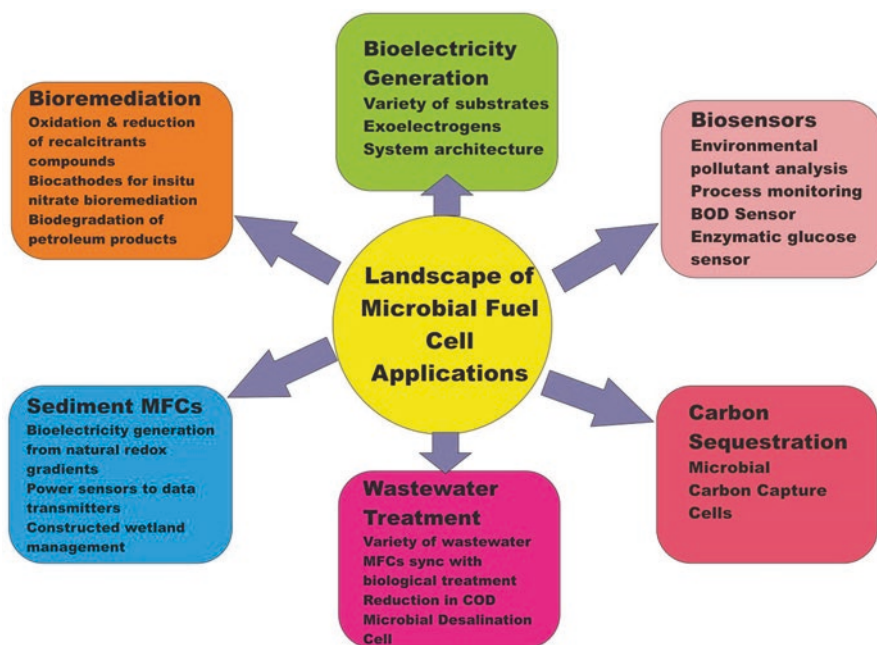 Bioelectricity
Generation
Variety of substrates
Exoelectrogens
System architecture
Bioremediation
Oxidation & reduction
of recalcitrants
compounds
Biocathodes for insitu
nitrate bioremediation
Biodegradation of
petroleum products
Biosensors
Environmental
pollutant analysis
Process monitoring
BOD Sensor
Enzymatic glucose
sensor
Landscape of
Microbial Fuel
Cell
Applications
Sediment MFCs
Bioelectricity generation
from natural redox
gradients
Power sensors to data
transmitters
Constructed wetland
management
Carbon
Sequestration
Microbial
Carbon Capture
Cells
Wastewater
Treatment
Variety of wastewater
MFCs sync with
biological treatment
Reduction in COD
Microbial Desalination
Cell